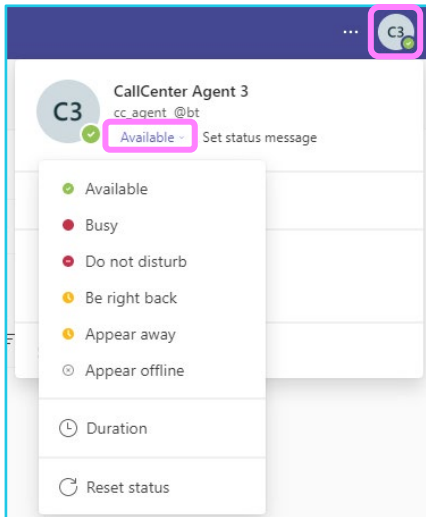 ... C3
C3
CallCenter Agent 3
cc_agent @bt
Available Set status message
Available
Busy
Do not disturb
Be right back
Appear away
Appear offline
Duration
Reset status